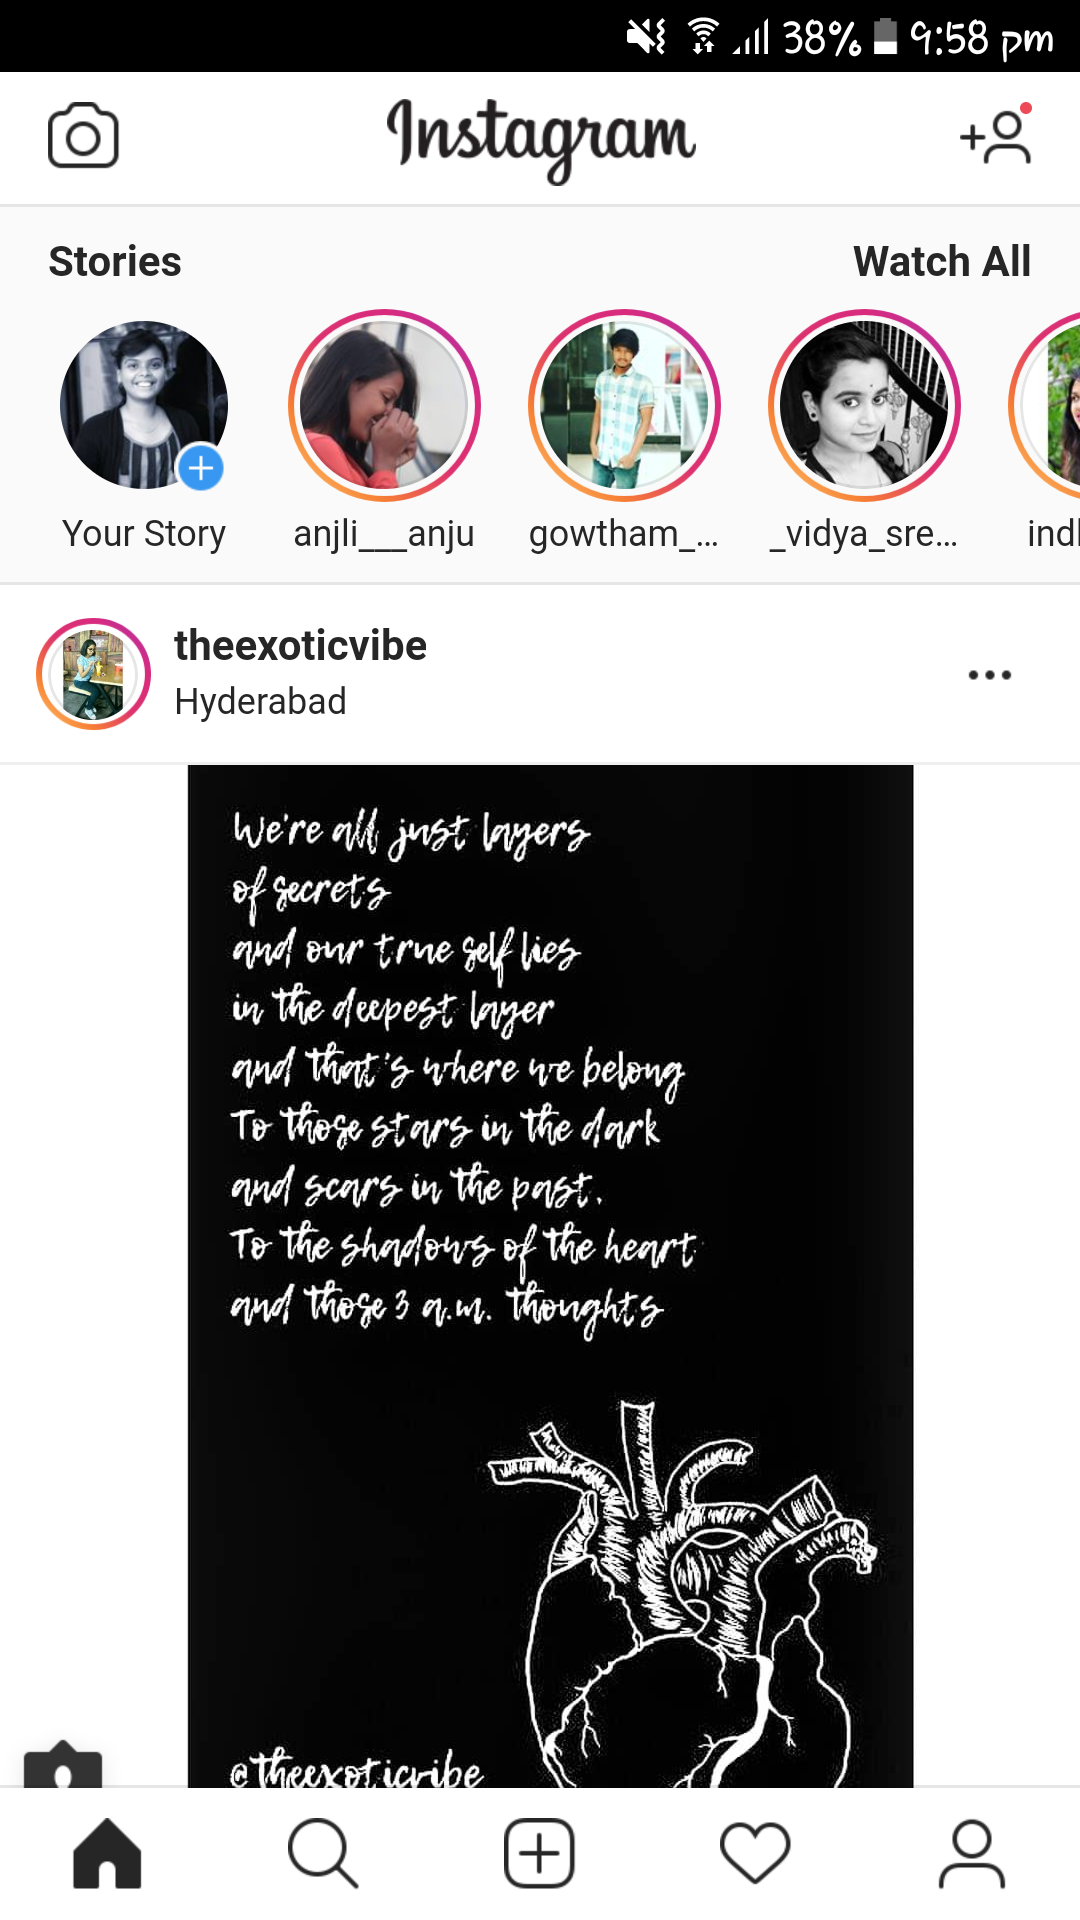 38% 9:58 pm
Instagram
Stories
Watch All
Your Story
anjli___anju
gowtham_...
_vidya_sre...
indl
theexoticvibe
Hyderabad
We're all just layers
of secrets
and our true self lies
in the deepest layer
and that's where we belong
To those stars in the dark
and scars in the past.
To the shadows of the heart
and those 3 a.m. thoughts
@theexoticvibe